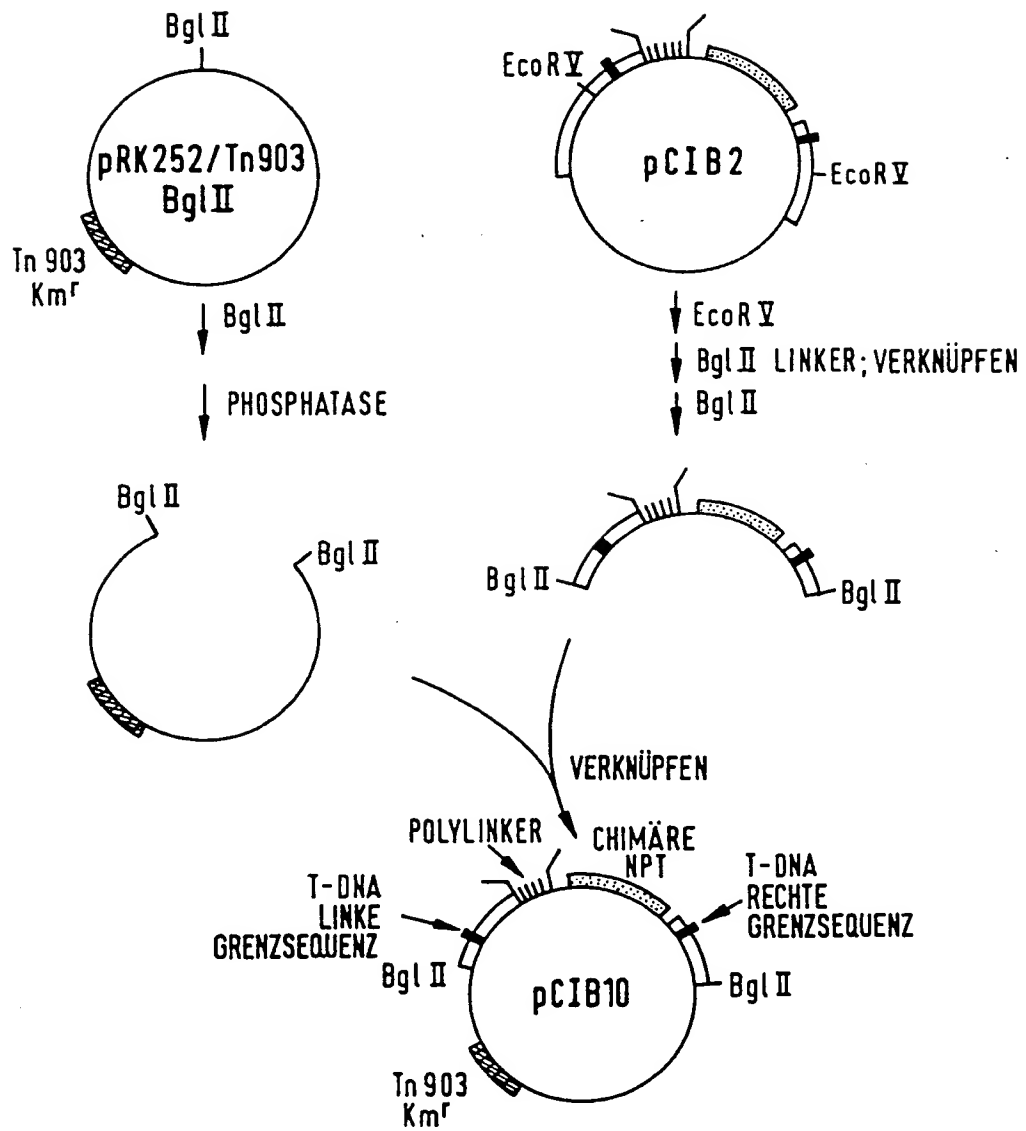 Bgl II
pRK252/Tn903
Bgl II
Tn 903
Kmʳ
EcoR V
pCIB2
EcoR V
Bgl II
PHOSPHATASE
EcoR V
Bgl II LINKER; VERKNÜPFEN
Bgl II
Bgl II
Bgl II
Bgl II
Bgl II
VERKNÜPFEN
POLYLINKER
CHIMÄRE
NPT
T-DNA
LINKE
GRENZSEQUENZ
T-DNA
RECHTE
GRENZSEQUENZ
Bgl II
Bgl II
pCIB10
Tn 903
Kmʳ